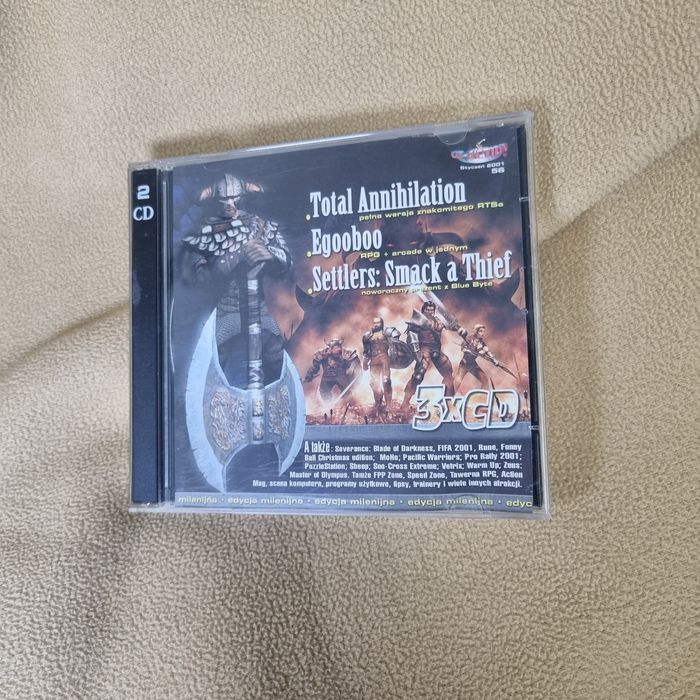 2
CD
Styczeń 2001
56
.Total Annihilation
pełna wersja znakomitego RTSa
.Egooboo
RPG + arcade w jednym
.Settlers: Smack a Thief
noworoczny prezent z Blue Byte
3xCD
A także: Severance: Blade of Darkness, FIFA 2001, Rune, Funny
Ball Christmas edition; MoHo; Pacific Warriors; Pro Rally 2001;
PuzzleStation; Sheep; Sno-Cross Extreme; Vetrix; Warm Up; Zeus:
Master of Olympus. Tamże FPP Zone, Speed Zone, Tawerna RPG, Action
Mag, scena komputera, programy użytkowe, tipsy, trainery i wiele innych atrakcji.
milenijna • edycja milenijna • edycja milenijna • edycja milenijna • edyc